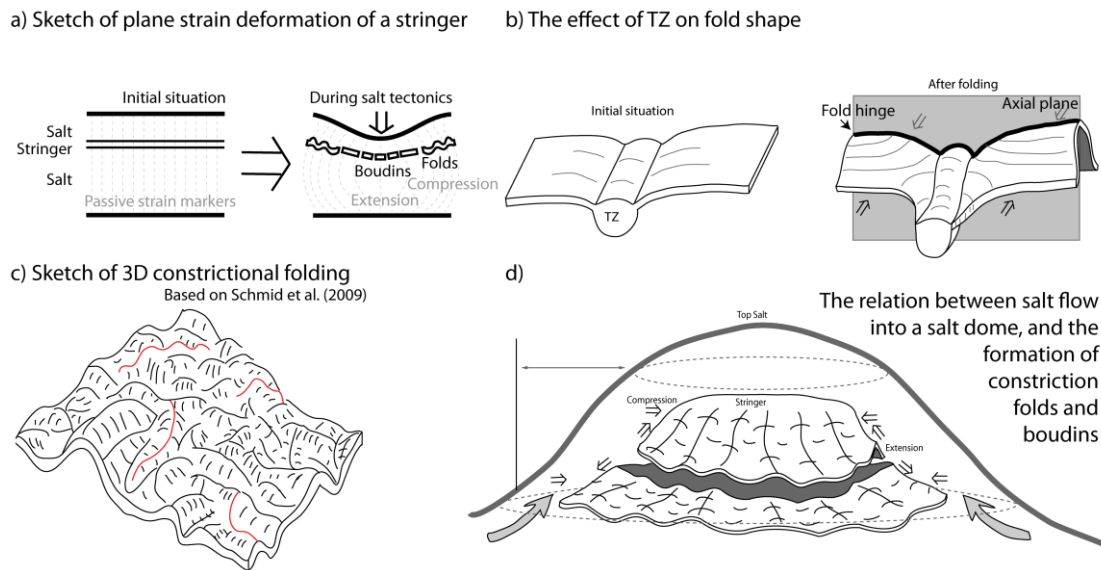 a) Sketch of plane strain deformation of a stringer
Initial situation
Salt
Stringer
Salt
Passive strain markers
During salt tectonics
Boudins
Folds
Compression
Extension
b) The effect of TZ on fold shape
Initial situation
TZ
After folding
Fold hinge
Axial plane
c) Sketch of 3D constrictional folding
Based on Schmid et al. (2009)
d)
The relation between salt flow
into a salt dome, and the
formation of
constriction
folds and
boudins
Top Salt
Compression
Stringer
Extension